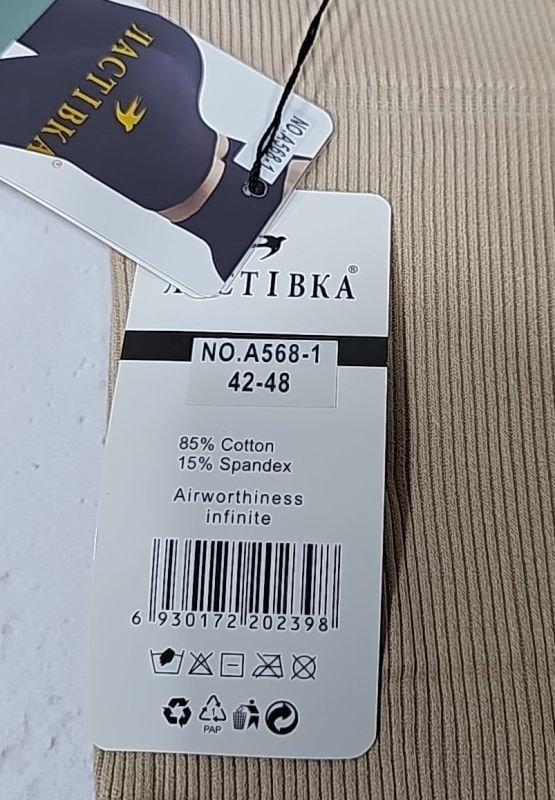 ЛАСТІВКА
NO.A568-1
ЛАСТІВКА®
NO.A568-1
42-48
85% Cotton
15% Spandex
Airworthiness
infinite
6 930172 202398
1
PAP